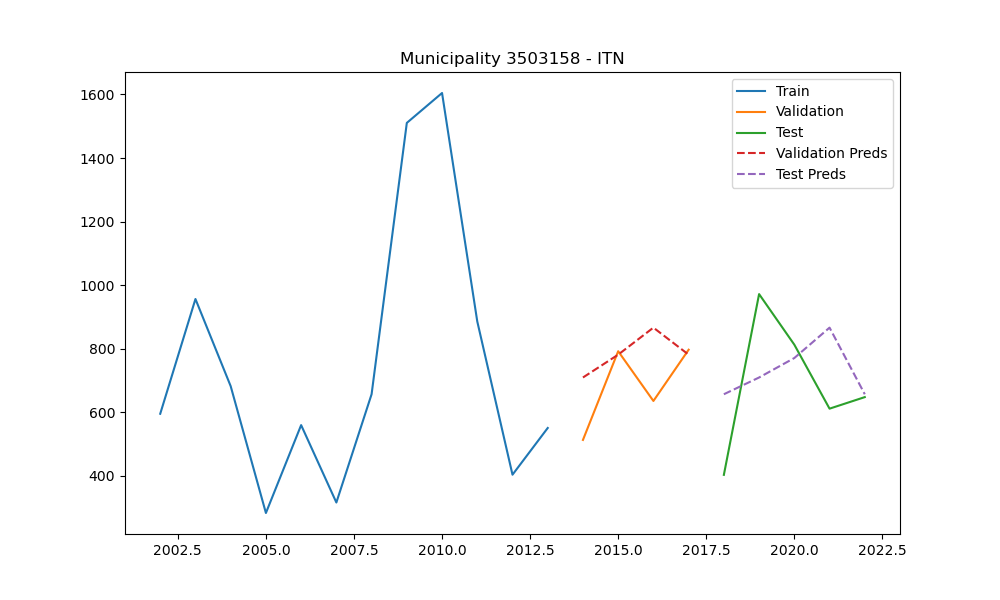 Municipality 3503158 - ITN
Train
Validation
Test
Validation Preds
Test Preds
1600
1400
1200
1000
800
600
400
2002.5 2005.0 2007.5 2010.0 2012.5 2015.0 2017.5 2020.0 2022.5